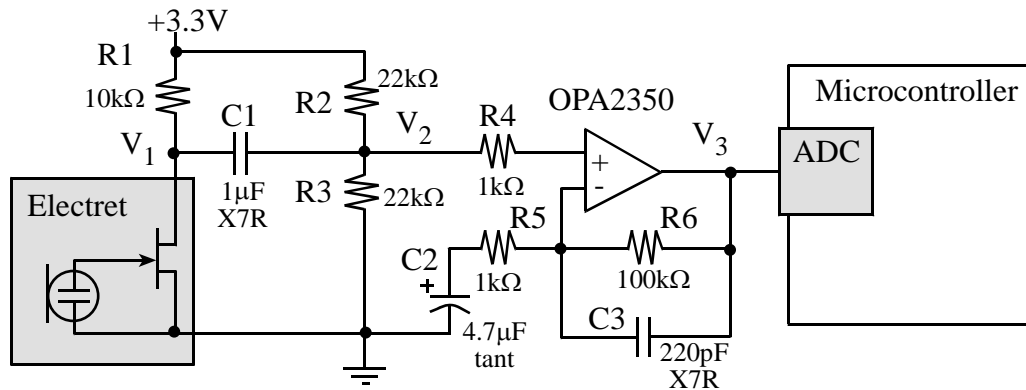 +3.3V
R1
10kΩ
R2
22kΩ
V1
C1
1µF
X7R
V2
R3
22kΩ
R4
1kΩ
OPA2350
+
-
V3
Microcontroller
ADC
Electret
C2
+
4.7µF
tant
R5
1kΩ
R6
100kΩ
C3
220pF
X7R